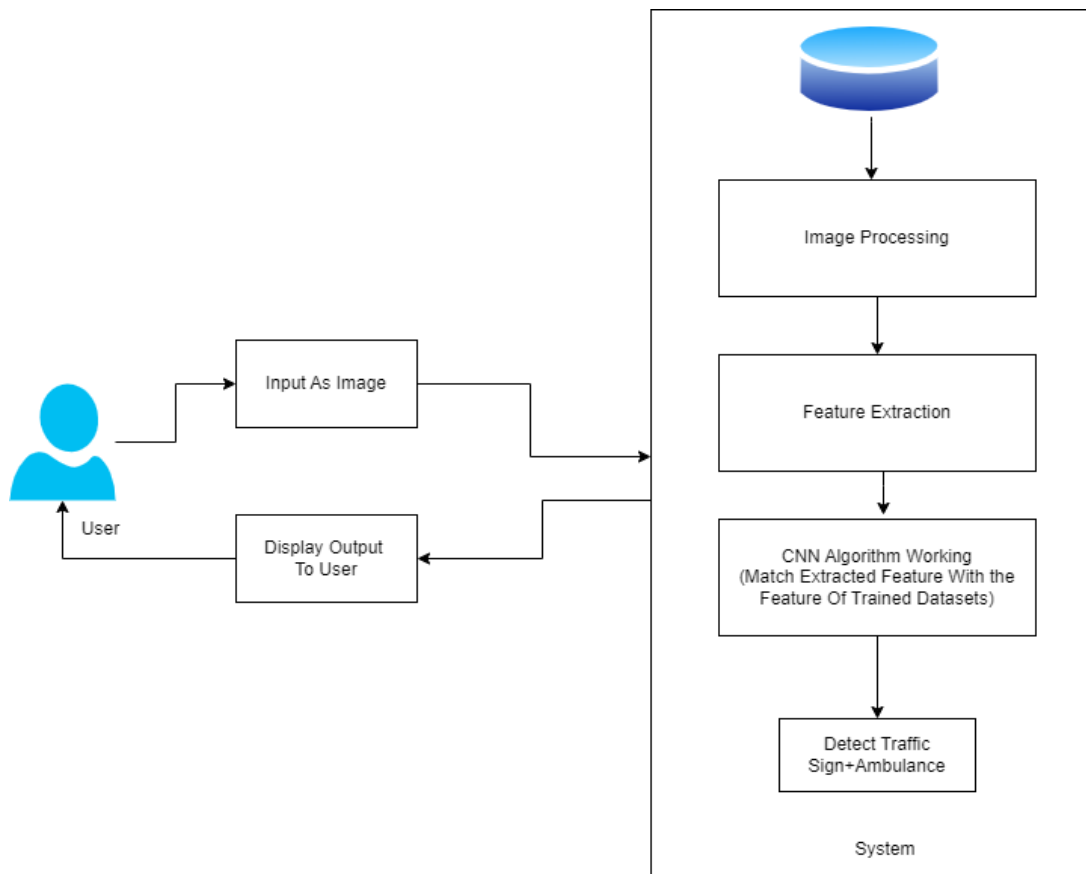 Image Processing
Input As Image
Feature Extraction
User
Display Output
To User
CNN Algorithm Working
(Match Extracted Feature With the
Feature Of Trained Datasets)
Detect Traffic
Sign+Ambulance
System